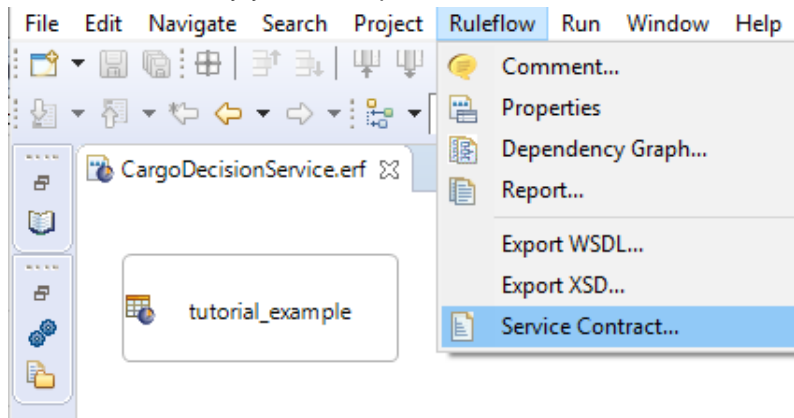 File Edit Navigate Search Project Ruleflow Run Window Help
Comment...
Properties
CargoDecisionService.erf
Dependency Graph...
Report...
Export WSDL...
Export XSD...
tutorial_example
Service Contract...